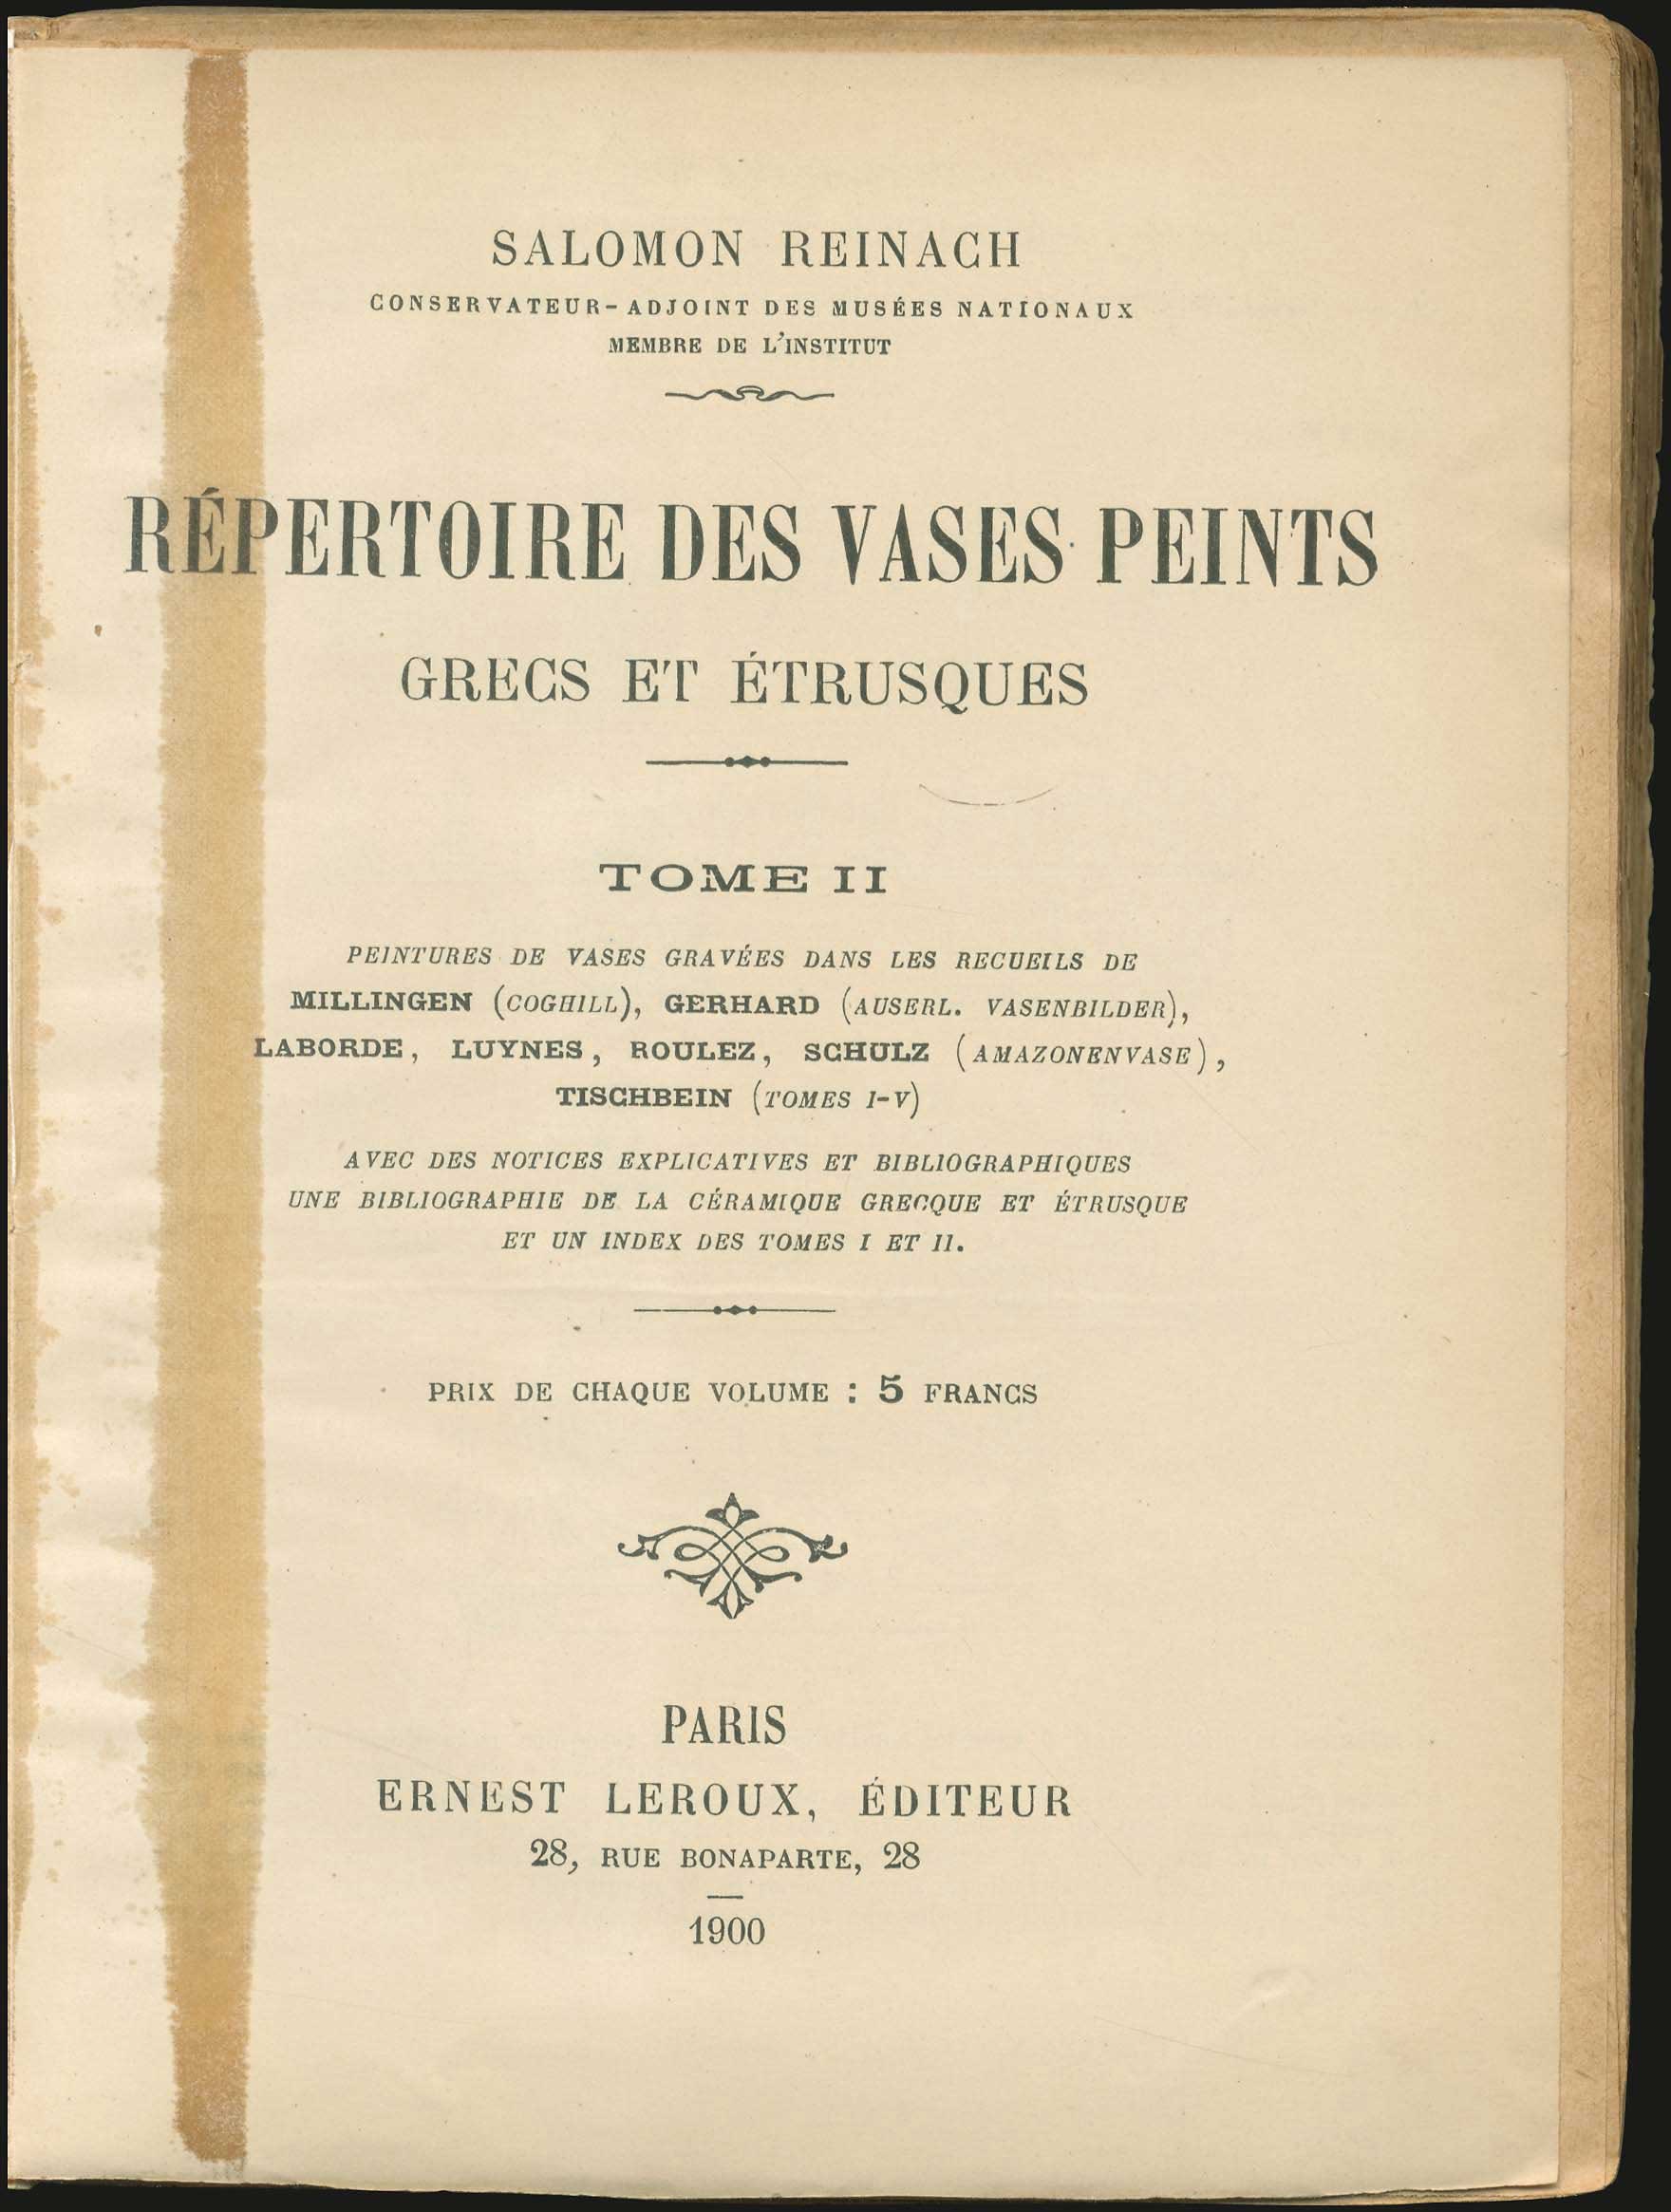 SALOMON REINACH
CONSERVATEUR-ADJOINT DES MUSÉES NATIONAUX
MEMBRE DE L'INSTITUT
RÉPERTOIRE DES VASES PEINTS
GRECS ET ÉTRUSQUES
TOME II
PEINTURES DE VASES GRAVÉES DANS LES RECUEILS DE
MILLINGEN (COGHILL), GERHARD (AUSERL. VASENBILDER),
LABORDE, LUYNES, ROULEZ, SCHULZ (AMAZONENVASE),
TISCHBEIN (TOMES I-V)
AVEC DES NOTICES EXPLICATIVES ET BIBLIOGRAPHIQUES
UNE BIBLIOGRAPHIE DE LA CÉRAMIQUE GRECQUE ET ÉTRUSQUE
ET UN INDEX DES TOMES I ET II.
PRIX DE CHAQUE VOLUME : 5 FRANCS
PARIS
ERNEST LEROUX, ÉDITEUR
28, RUE BONAPARTE, 28
1900